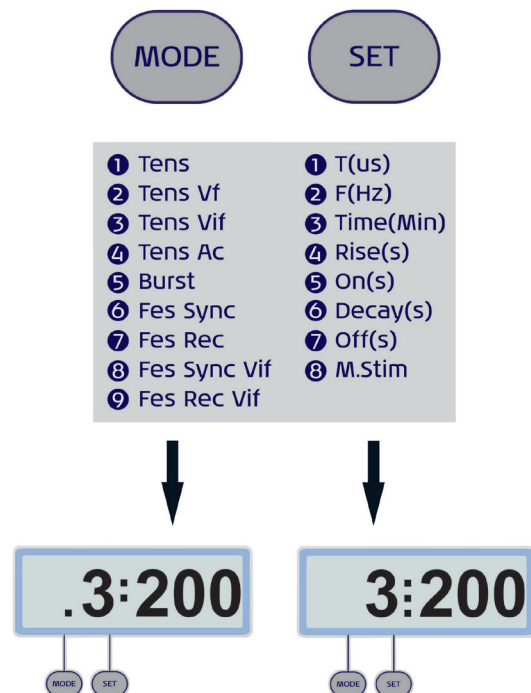 MODE SET
❶ Tens ❶ T(us)
❷ Tens Vf ❷ F(Hz)
❸ Tens Vif ❸ Time(Min)
❹ Tens Ac ❹ Rise(s)
❺ Burst ❺ On(s)
❻ Fes Sync ❻ Decay(s)
❼ Fes Rec ❼ Off(s)
❽ Fes Sync Vif ❽ M.Stim
❾ Fes Rec Vif
.3:200 3⋮200
MODE SET MODE SET